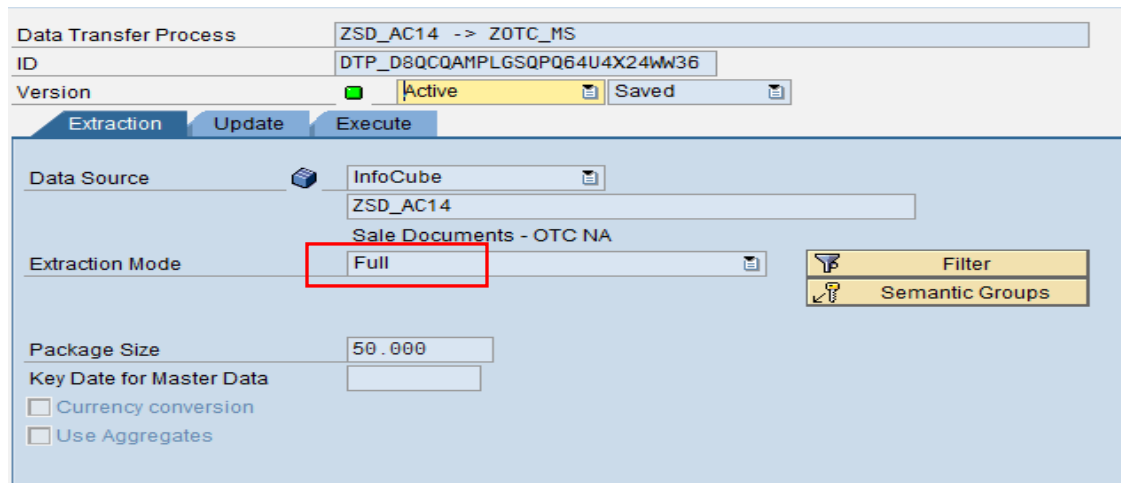 Data Transfer Process ZSD_AC14 -> ZOTC_MS
ID DTP_D8QCQAMPLGSQPQ64U4X24WW36
Version Active Saved
Extraction Update Execute
Data Source InfoCube
ZSD_AC14
Sale Documents - OTC NA
Extraction Mode Full Filter
Semantic Groups
Package Size 50.000
Key Date for Master Data
Currency conversion
Use Aggregates